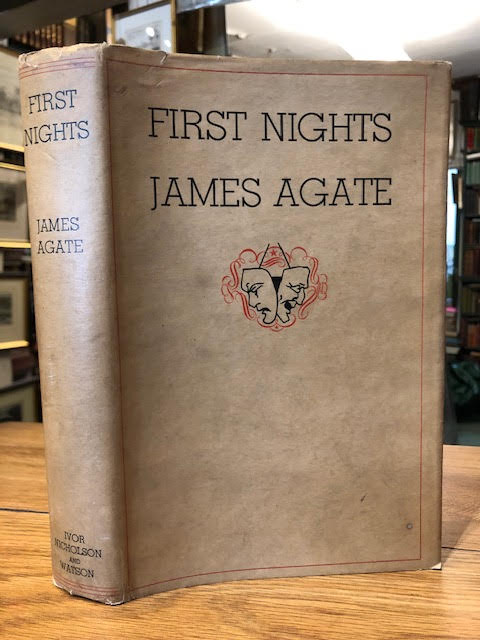 FIRST
NIGHTS
JAMES
AGATE
IVOR
NICHOLSON
AND
WATSON
FIRST NIGHTS
JAMES AGATE